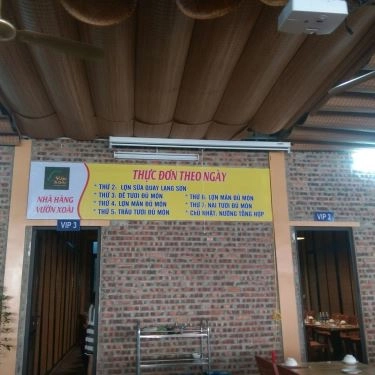 Vườn
Xoài
NHÀ HÀNG
VƯỜN XOÀI
THỰC ĐƠN THEO NGÀY
* THỨ 2: LỢN SỮA QUAY LẠNG SƠN
* THỨ 3: DÊ TƯƠI ĐỦ MÓN
* THỨ 4: LỢN MÁN ĐỦ MÓN
* THỨ 5: TRÂU TƯƠI ĐỦ MÓN
* THỨ 6: LỢN MÁN ĐỦ MÓN
* THỨ 7: NAI TƯƠI ĐỦ MÓN
* CHỦ NHẬT: NƯỚNG TỔNG HỢP
VIP 3
VIP 2